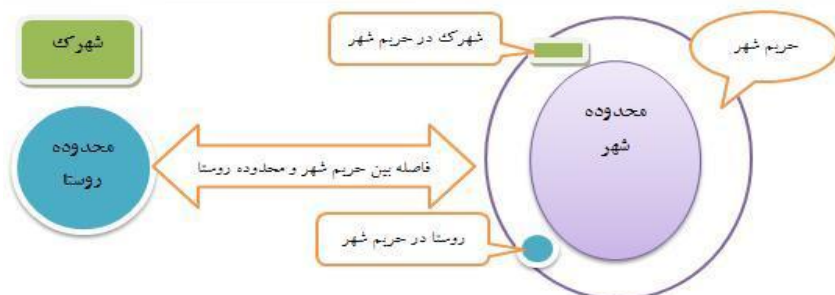 شهرک
شهرک در حریم شهر
حریم شهر
محدوده
شهر
محدوده
روستا
فاصله بین حریم شهر و محدوده روستا
روستا در حریم شهر